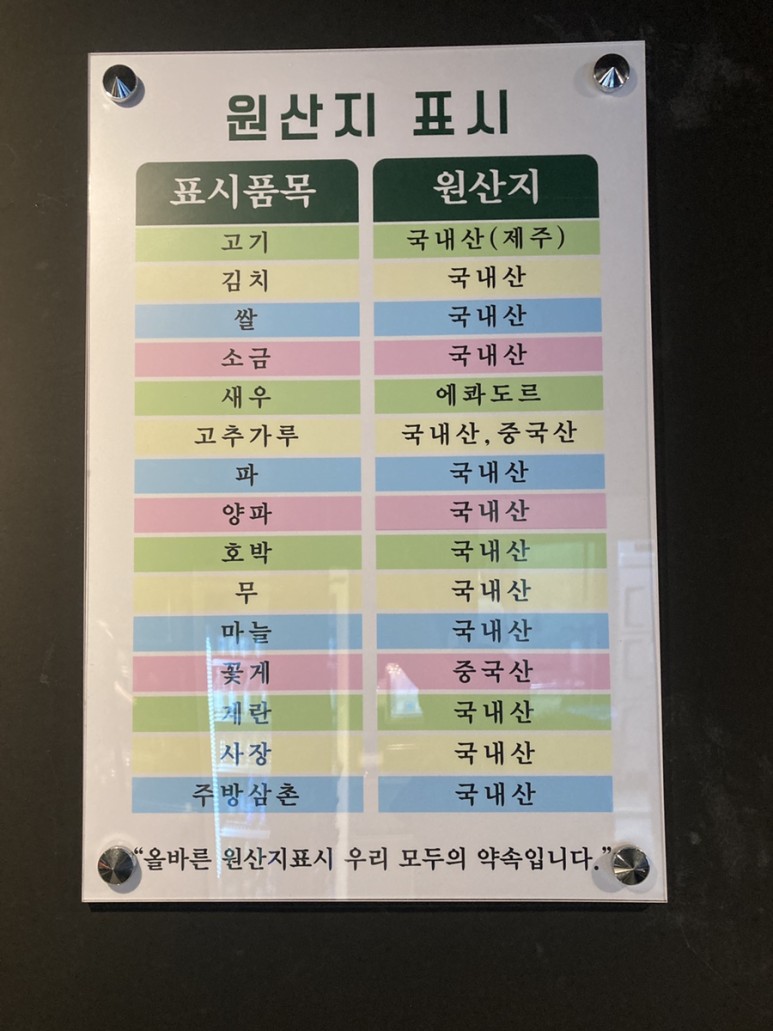 원산지 표시
표시품목 원산지
고기 국내산(제주)
김치 국내산
쌀 국내산
소금 국내산
새우 에콰도르
고추가루 국내산,중국산
파 국내산
양파 국내산
호박 국내산
무 국내산
마늘 국내산
꽃게 중국산
계란 국내산
사장 국내산
주방삼촌 국내산
“올바른 원산지표시 우리 모두의 약속입니다.”